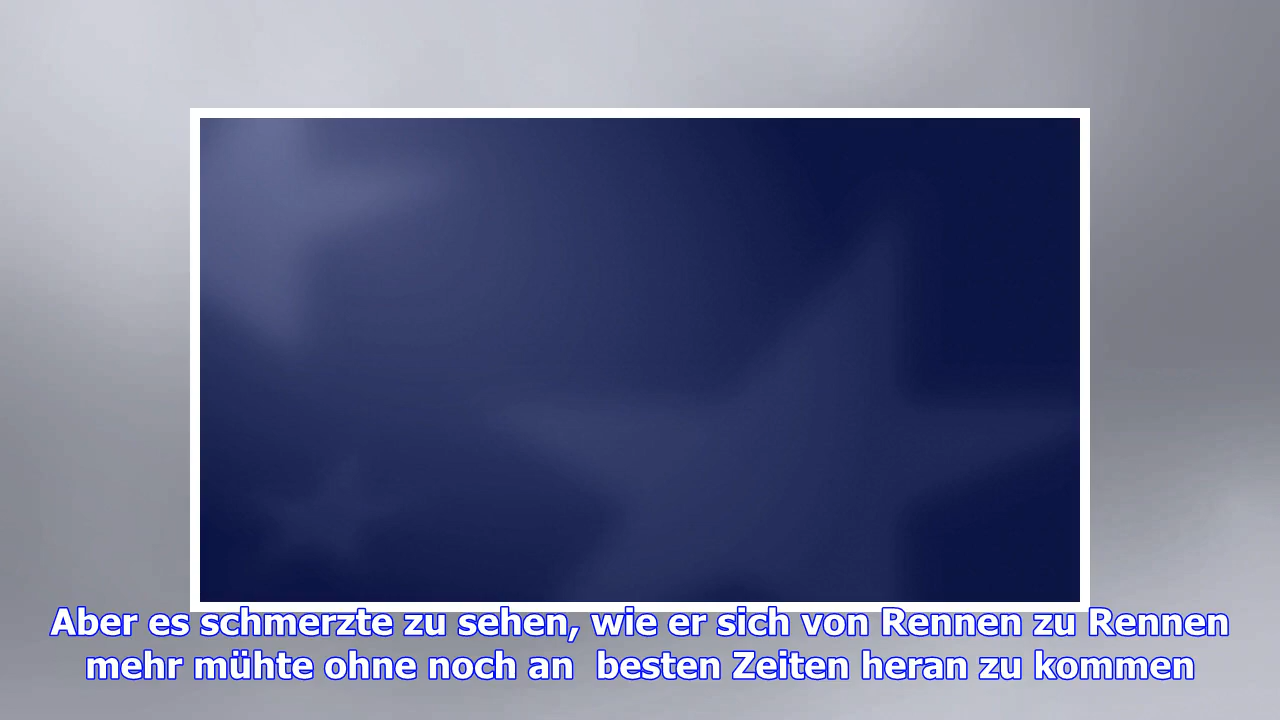 Aber es schmerzte zu sehen, wie er sich von Rennen zu Rennen
mehr mühte ohne noch an  besten Zeiten heran zu kommen